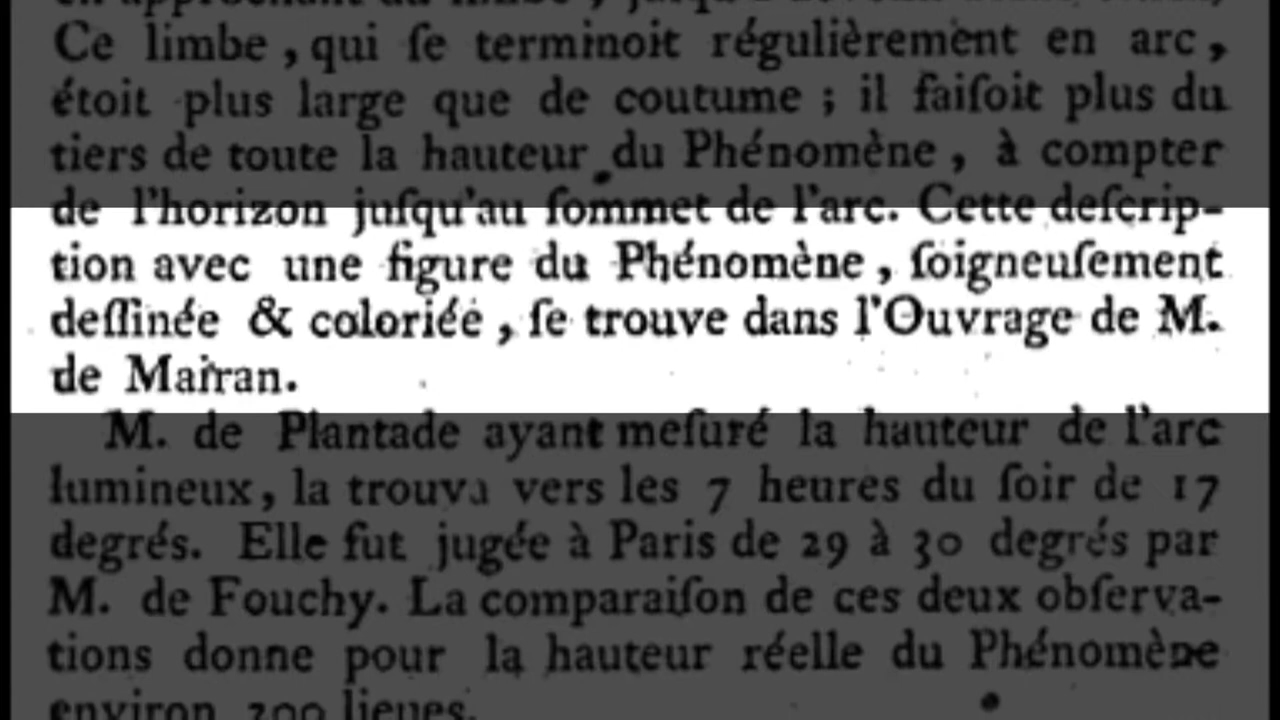 Ce limbe, qui ſe terminoit régulièrement en arc,
étoit plus large que de coutume ; il faiſoit plus du
tiers de toute la hauteur du Phénomène, à compter
de l'horizon juſqu'au ſommet de l'arc. Cette deſcrip-
tion avec une figure du Phénomène, ſoigneuſement
deſſinée & coloriée, ſe trouve dans l'Ouvrage de M.
de Mairan.
M. de Plantade ayant meſuré la hauteur de l'arc
lumineux, la trouva vers les 7 heures du ſoir de 17
degrés. Elle fut jugée à Paris de 29 à 30 degrés par
M. de Fouchy. La comparaiſon de ces deux obſerva-
tions donne pour la hauteur réelle du Phénomène
environ 200 lieues.